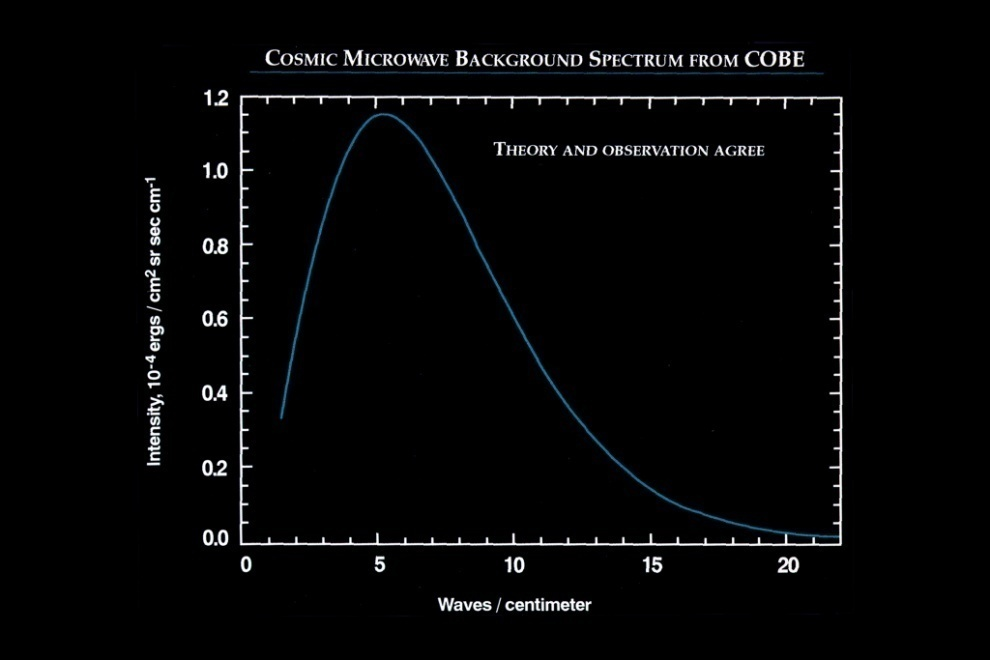 COSMIC MICROWAVE BACKGROUND SPECTRUM FROM COBE
THEORY AND OBSERVATION AGREE
1.2
1.0
0.8
0.6
0.4
0.2
0.0
Intensity, 10⁻⁴ ergs / cm² sr sec cm⁻¹
0 5 10 15 20
Waves / centimeter